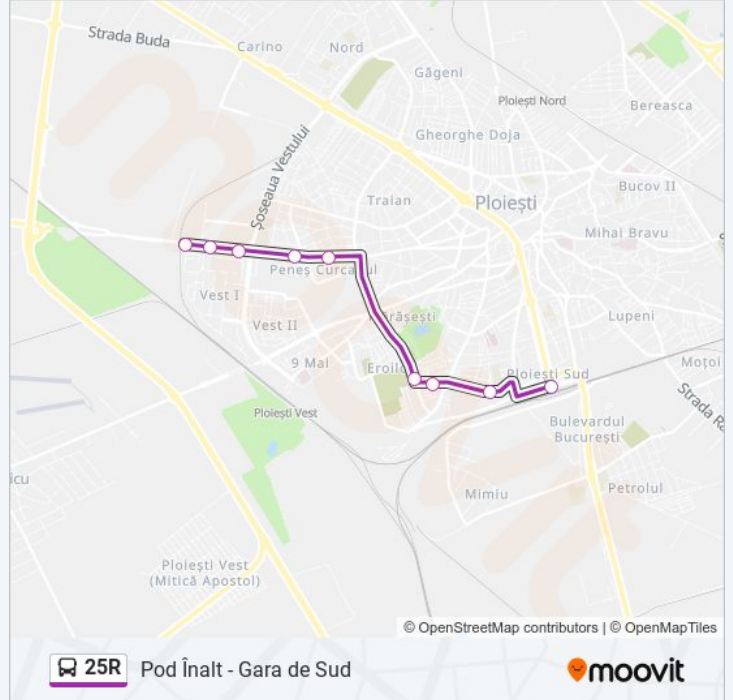 Strada Buda
Carino
Nord
Găgeni
Ploiești Nord
Bereasca
Șoseaua Vestului
Gheorghe Doja
Traian
Ploiești
Bucov II
Mihai Bravu
Peneș Curcanul
Vest I
Vest II
Lupeni
9 Mai
Ploiești Sud
Moțoi
Ploiești Vest
Bulevardul
București
Strada
icu
Mimiu
Petrolul
Ploiești Vest
(Mitică Apostol)
© OpenStreetMap contributors | © OpenMapTiles
25R Pod Înalt - Gara de Sud
moovit